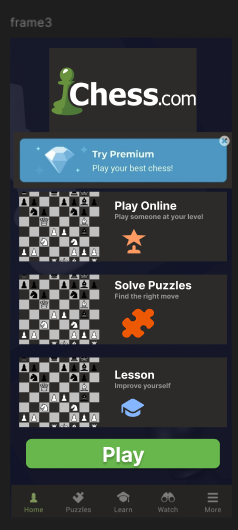 frame3
Chess.com
Try Premium
Play your best chess!
Play Online
Play someone at your level
Solve Puzzles
Find the right move
Lesson
Improve yourself
Play
Home
Puzzles
Learn
Watch
More